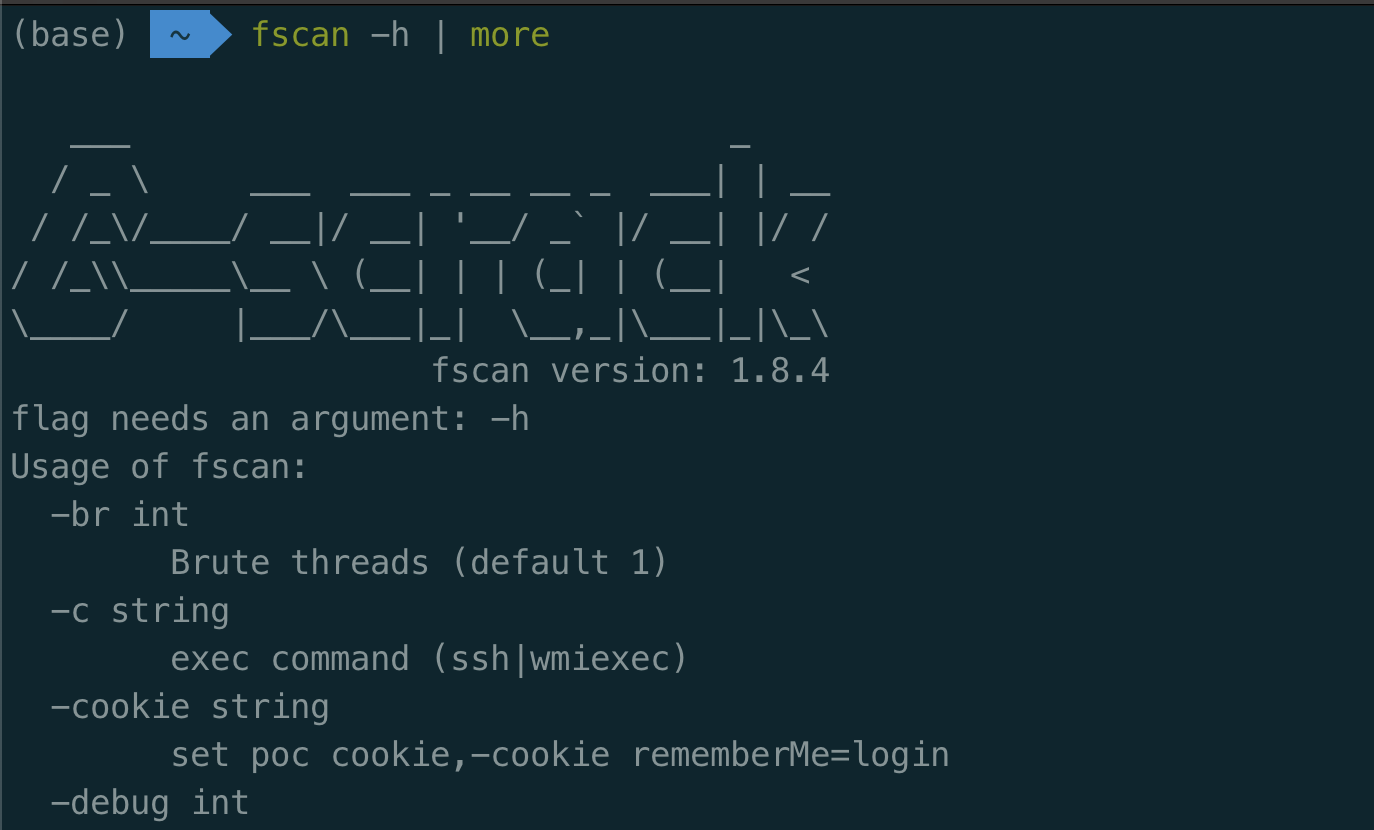 (base) ~ fscan -h | more
   ___                              _
  / _ \     ___  ___ _ __ __ _  ___| | __
 / /_\/____/ __|/ __| '__/ _` |/ __| |/ /
/ /_\\_____\__ \ (__| | | (_| | (__|   <
\____/     |___/\___|_|  \__,_|\___|_|\_\
                     fscan version: 1.8.4
flag needs an argument: -h
Usage of fscan:
  -br int
        Brute threads (default 1)
  -c string
        exec command (ssh|wmiexec)
  -cookie string
        set poc cookie,-cookie rememberMe=login
  -debug int